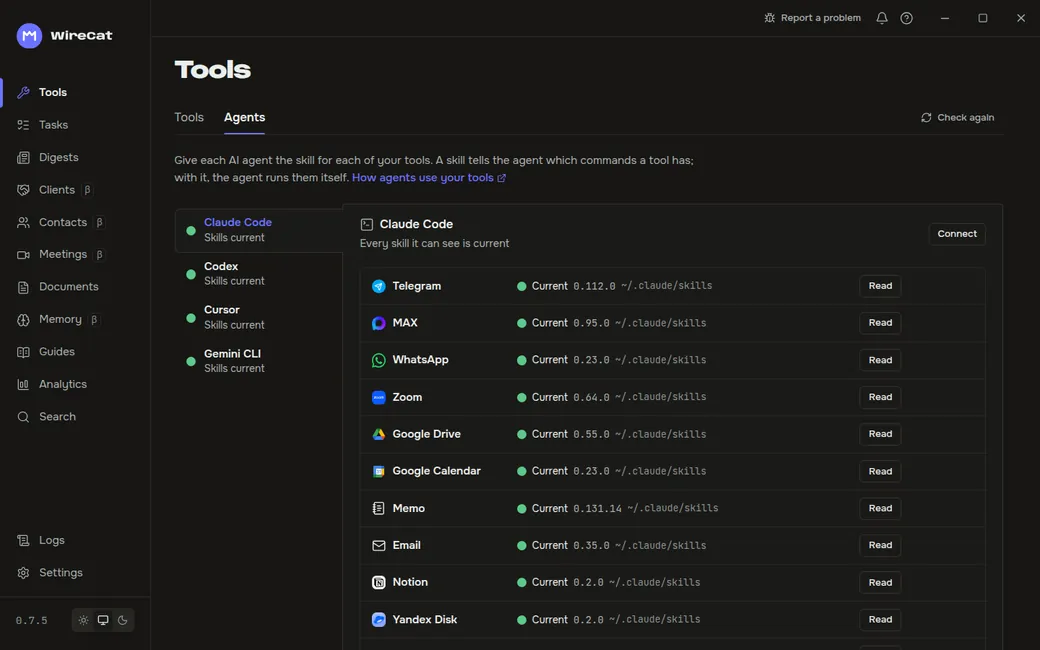 WireCat
Report a problem
Tools
Tasks
Digests
Clients β
Contacts β
Meetings β
Documents
Memory β
Guides
Analytics
Search
Logs
Settings
0.7.5
Tools
Tools Agents
Check again
Give each AI agent the skill for each of your tools. A skill tells the agent which commands a tool has;
with it, the agent runs them itself. How agents use your tools
Claude Code
Skills current
Codex
Skills current
Cursor
Skills current
Gemini CLI
Skills current
Claude Code
Every skill it can see is current
Connect
Telegram Current 0.112.0 ~/.claude/skills Read
MAX Current 0.95.0 ~/.claude/skills Read
WhatsApp Current 0.23.0 ~/.claude/skills Read
Zoom Current 0.64.0 ~/.claude/skills Read
Google Drive Current 0.55.0 ~/.claude/skills Read
Google Calendar Current 0.23.0 ~/.claude/skills Read
Memo Current 0.131.14 ~/.claude/skills Read
Email Current 0.35.0 ~/.claude/skills Read
Notion Current 0.2.0 ~/.claude/skills Read
Yandex Disk Current 0.2.0 ~/.claude/skills Read